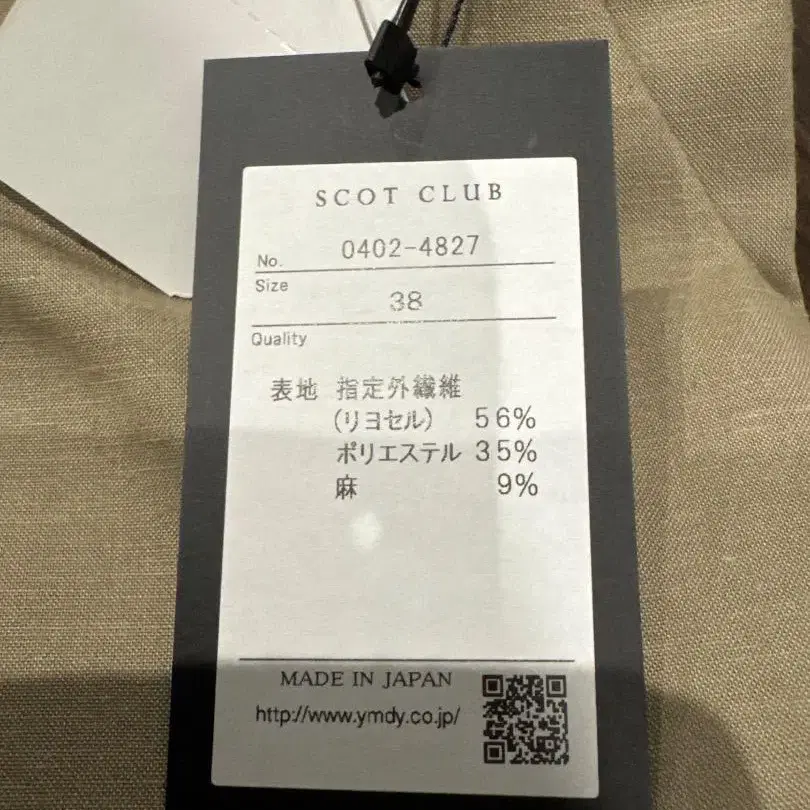 SCOT CLUB
No. 0402-4827
Size 38
Quality
表地 指定外繊維
(リヨセル) 56%
ポリエステル 35%
麻 9%
MADE IN JAPAN
http://www.ymdy.co.jp/